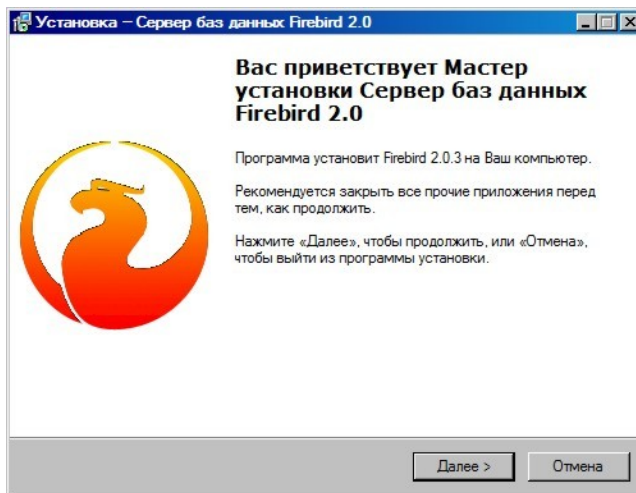 Установка – Сервер баз данных Firebird 2.0
Вас приветствует Мастер
установки Сервер баз данных
Firebird 2.0
Программа установит Firebird 2.0.3 на Ваш компьютер.
Рекомендуется закрыть все прочие приложения перед
тем, как продолжить.
Нажмите «Далее», чтобы продолжить, или «Отмена»,
чтобы выйти из программы установки.
Далее >
Отмена